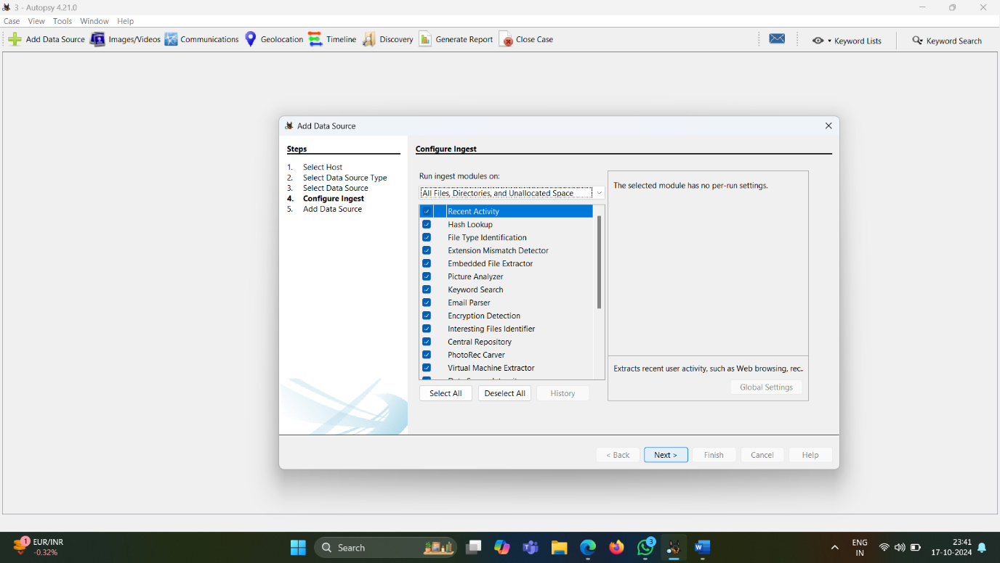 3 - Autopsy 4.21.0
Case View Tools Window Help
Add Data Source Images/Videos Communications Geolocation Timeline Discovery Generate Report Close Case Keyword Lists Keyword Search
Add Data Source
Steps
1. Select Host
2. Select Data Source Type
3. Select Data Source
4. Configure Ingest
5. Add Data Source
Configure Ingest
Run ingest modules on:
All Files, Directories, and Unallocated Space
Recent Activity
Hash Lookup
File Type Identification
Extension Mismatch Detector
Embedded File Extractor
Picture Analyzer
Keyword Search
Email Parser
Encryption Detection
Interesting Files Identifier
Central Repository
PhotoRec Carver
Virtual Machine Extractor
Select All Deselect All History
The selected module has no per-run settings.
Extracts recent user activity, such as Web browsing, rec..
Global Settings
< Back Next > Finish Cancel Help
1 EUR/INR
-0.32%
Search
3
ENG
IN
23:41
17-10-2024